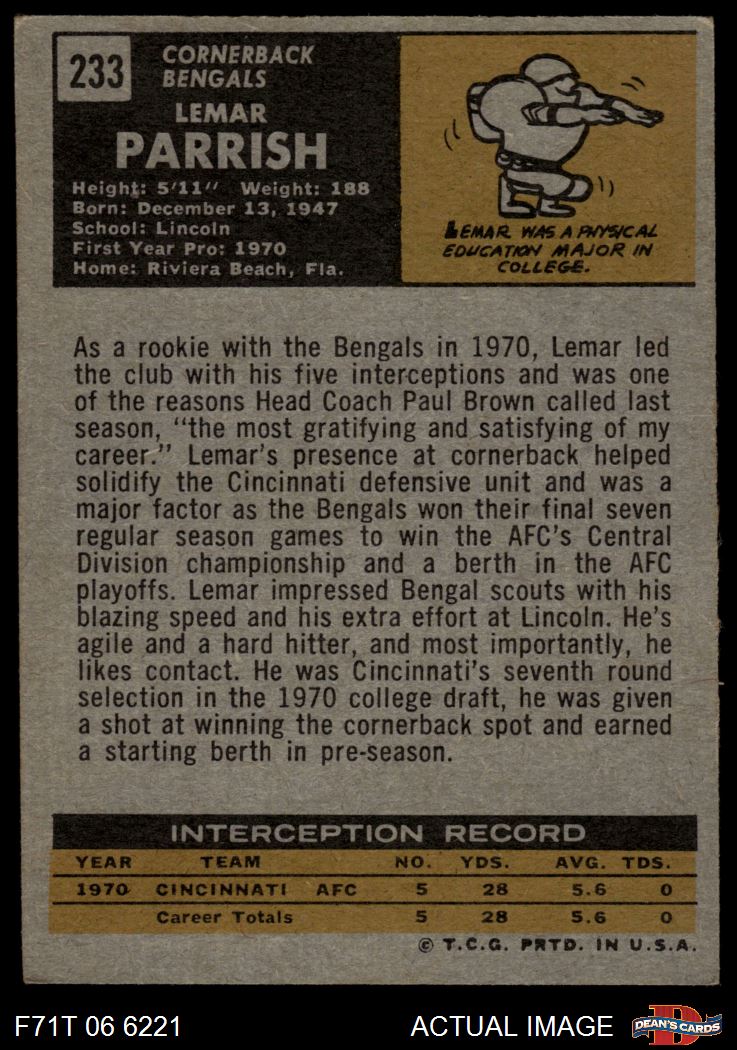 233
CORNERBACK
BENGALS
LEMAR
PARRISH
Height: 5'11" Weight: 188
Born: December 13, 1947
School: Lincoln
First Year Pro: 1970
Home: Riviera Beach, Fla.
LEMAR WAS A PHYSICAL
EDUCATION MAJOR IN
COLLEGE.
As a rookie with the Bengals in 1970, Lemar led
the club with his five interceptions and was one
of the reasons Head Coach Paul Brown called last
season, "the most gratifying and satisfying of my
career." Lemar's presence at cornerback helped
solidify the Cincinnati defensive unit and was a
major factor as the Bengals won their final seven
regular season games to win the AFC's Central
Division championship and a berth in the AFC
playoffs. Lemar impressed Bengal scouts with his
blazing speed and his extra effort at Lincoln. He's
agile and a hard hitter, and most importantly, he
likes contact. He was Cincinnati's seventh round
selection in the 1970 college draft, he was given
a shot at winning the cornerback spot and earned
a starting berth in pre-season.
INTERCEPTION RECORD
YEAR TEAM NO. YDS. AVG. TDS.
1970 CINCINNATI AFC 5 28 5.6 0
Career Totals 5 28 5.6 0
© T.C.G. PRTD. IN U.S.A.
F71T 06 6221 ACTUAL IMAGE DEAN'S CARDS